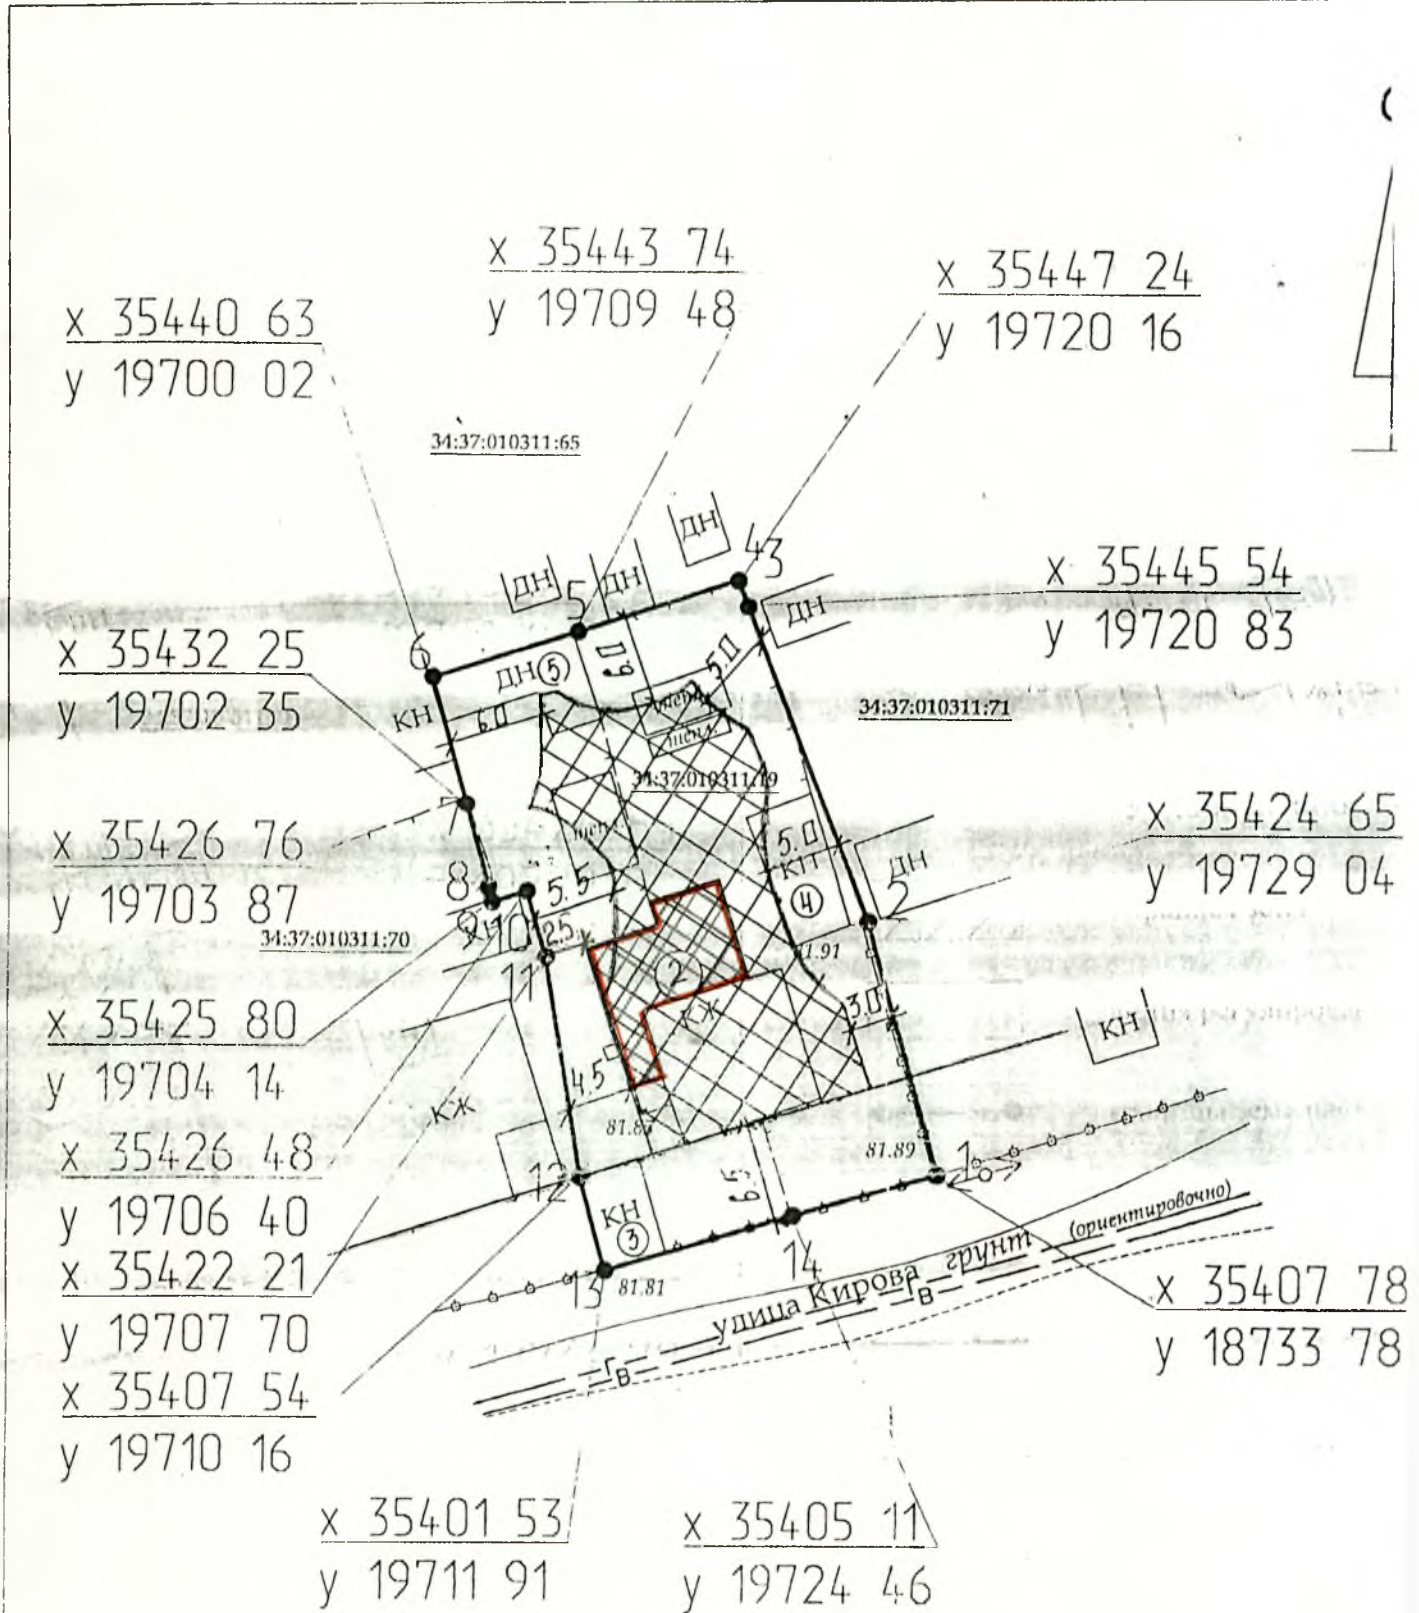 х 35443 74
у 19709 48
х 35447 24
у 19720 16
х 35440 63
у 19700 02
34:37:010311:65
ДН
43
х 35445 54
у 19720 83
ДН
5
ДН
ДН
х 35432 25
у 19702 35
6
ДН 5
6.0
5.0
КН
6.0
34:37:010311:71
тепл.
34:37:010311:19
7
х 35426 76
у 19703 87
х 35424 65
у 19729 04
5.0
КН
ДН
8
5.5
4
2
9
10
2.5
34:37:010311:70
11
2
КЖ
3.0
КН
х 35425 80
у 19704 14
4.5
КЖ
81.89
1
х 35426 48
у 19706 40
12
6.5
КН
3
14
х 35422 21
у 19707 70
13
81.81
улица Кирова грунт (ориентировочно)
Г
В
Г
В
х 35407 78
у 18733 78
х 35407 54
у 19710 16
х 35401 53
у 19711 91
х 35405 11
у 19724 46